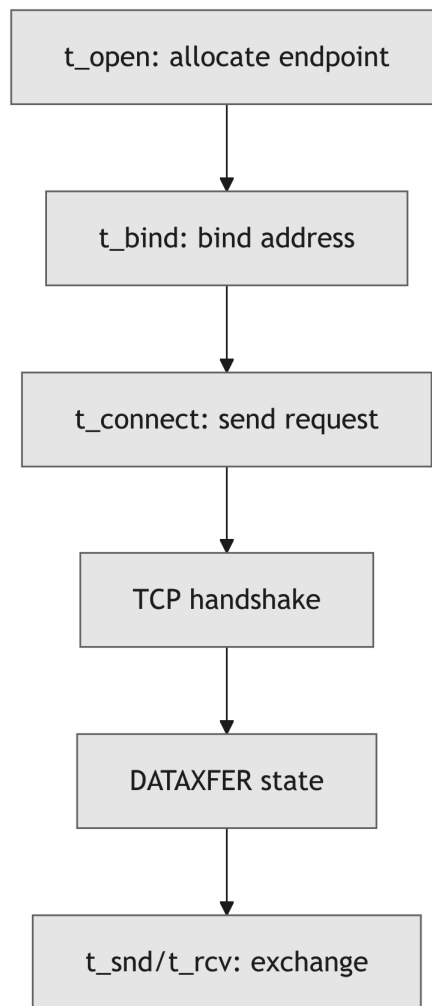 t_open: allocate endpoint
t_bind: bind address
t_connect: send request
TCP handshake
DATAXFER state
t_snd/t_rcv: exchange